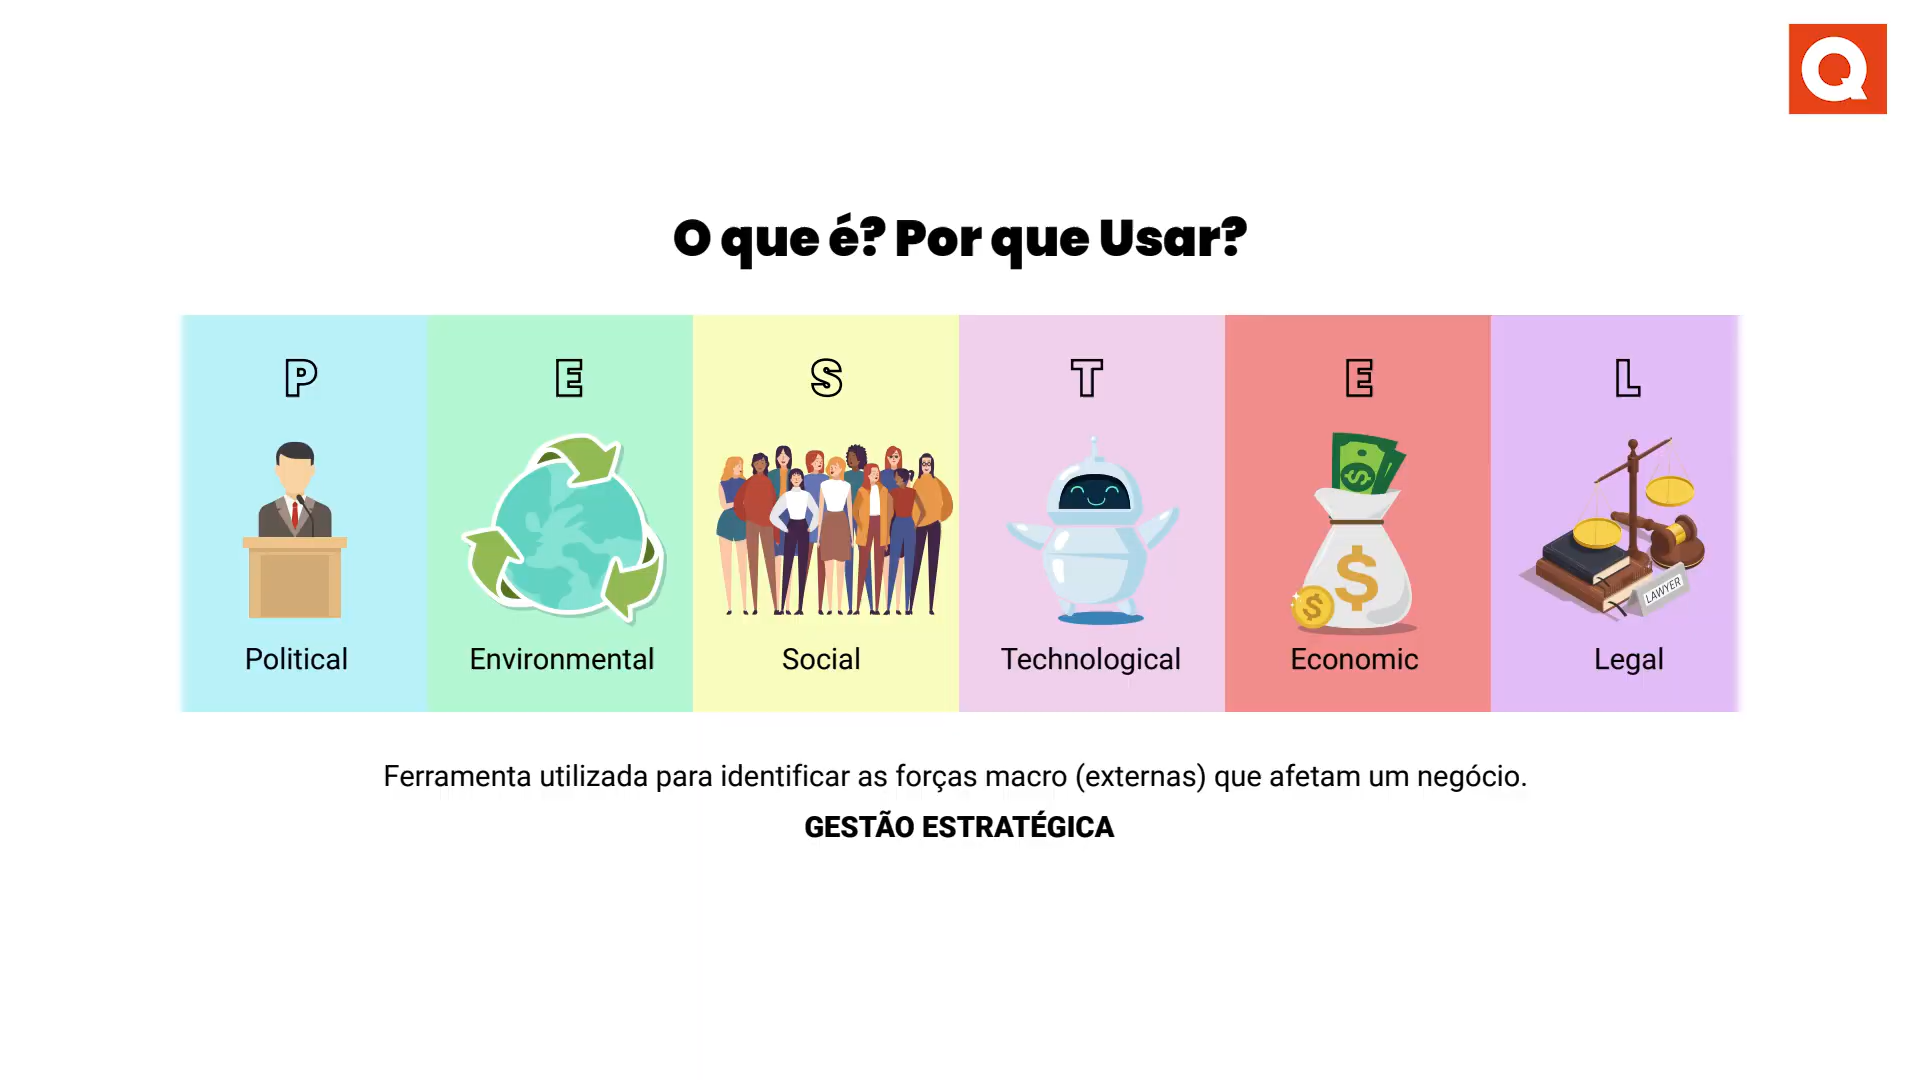 Q
O que é? Por que Usar?
P E S T E L
$
$
$
LAWYER
Political Environmental Social Technological Economic Legal
Ferramenta utilizada para identificar as forças macro (externas) que afetam um negócio.
GESTÃO ESTRATÉGICA